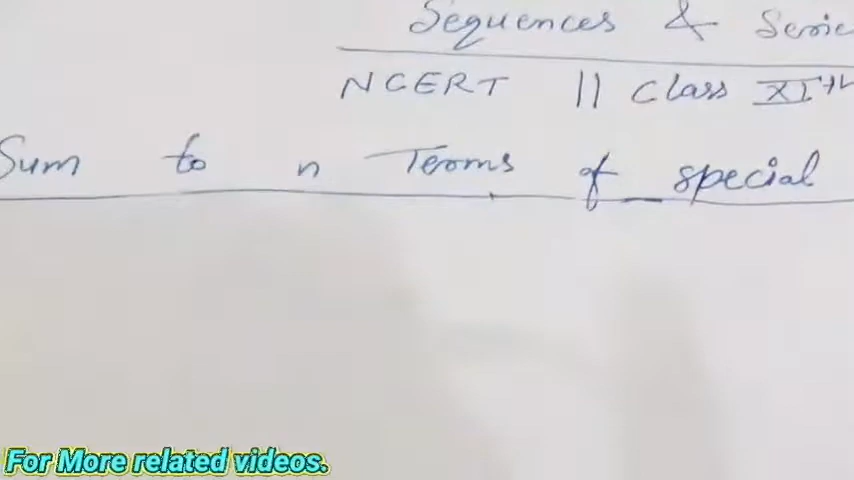 Sequences & Serie
NCERT || Class XIth
Sum to n Terms of special
For More related videos.